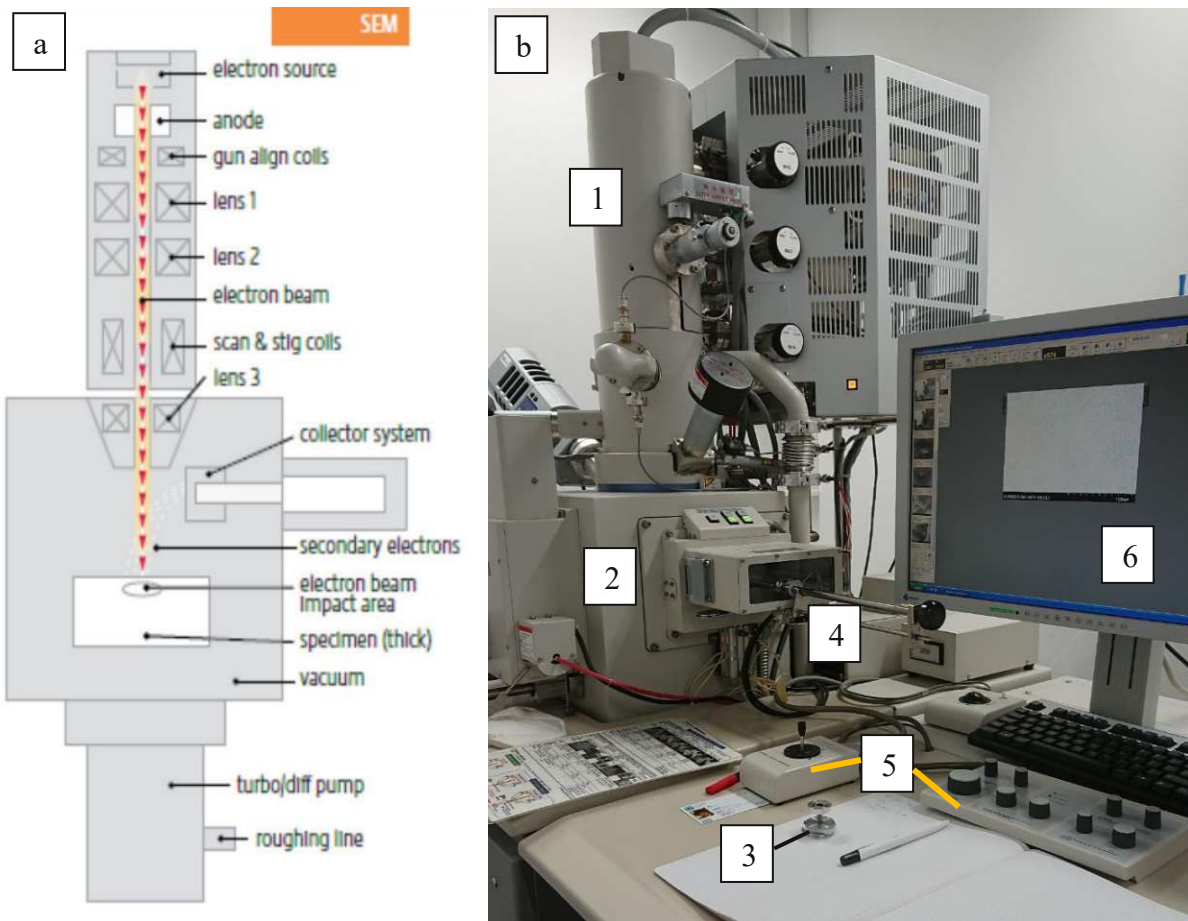 a
SEM
electron source
anode
gun align coils
lens 1
lens 2
electron beam
scan & stig coils
lens 3
collector system
secondary electrons
electron beam
impact area
specimen (thick)
vacuum
turbo/diff pump
roughing line
b
1
2
3
4
5
6